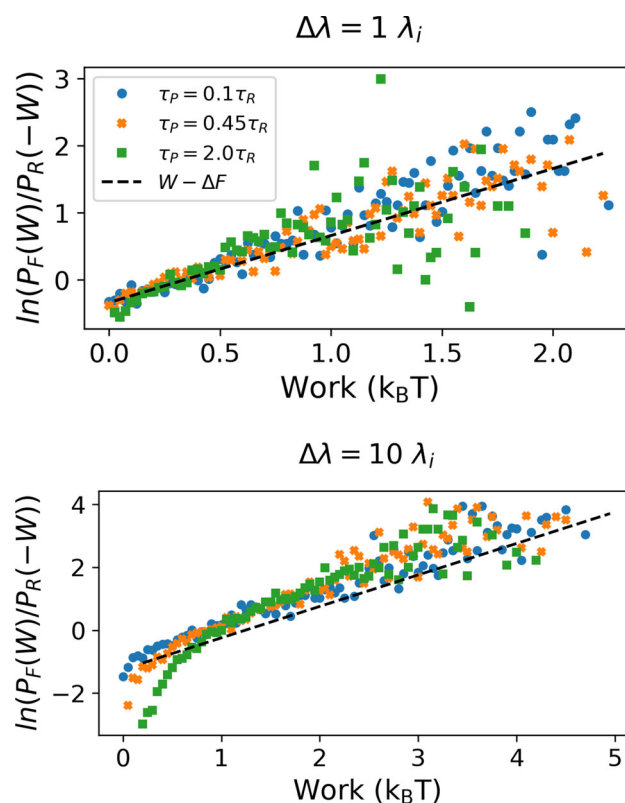 Δλ = 1 λᵢ
3
2
1
0
ln(P_F(W)/P_R(−W))
τ_P = 0.1τ_R
τ_P = 0.45τ_R
τ_P = 2.0τ_R
W − ΔF
0.0 0.5 1.0 1.5 2.0
Work (k_BT)
Δλ = 10 λᵢ
4
2
0
−2
ln(P_F(W)/P_R(−W))
0 1 2 3 4 5
Work (k_BT)